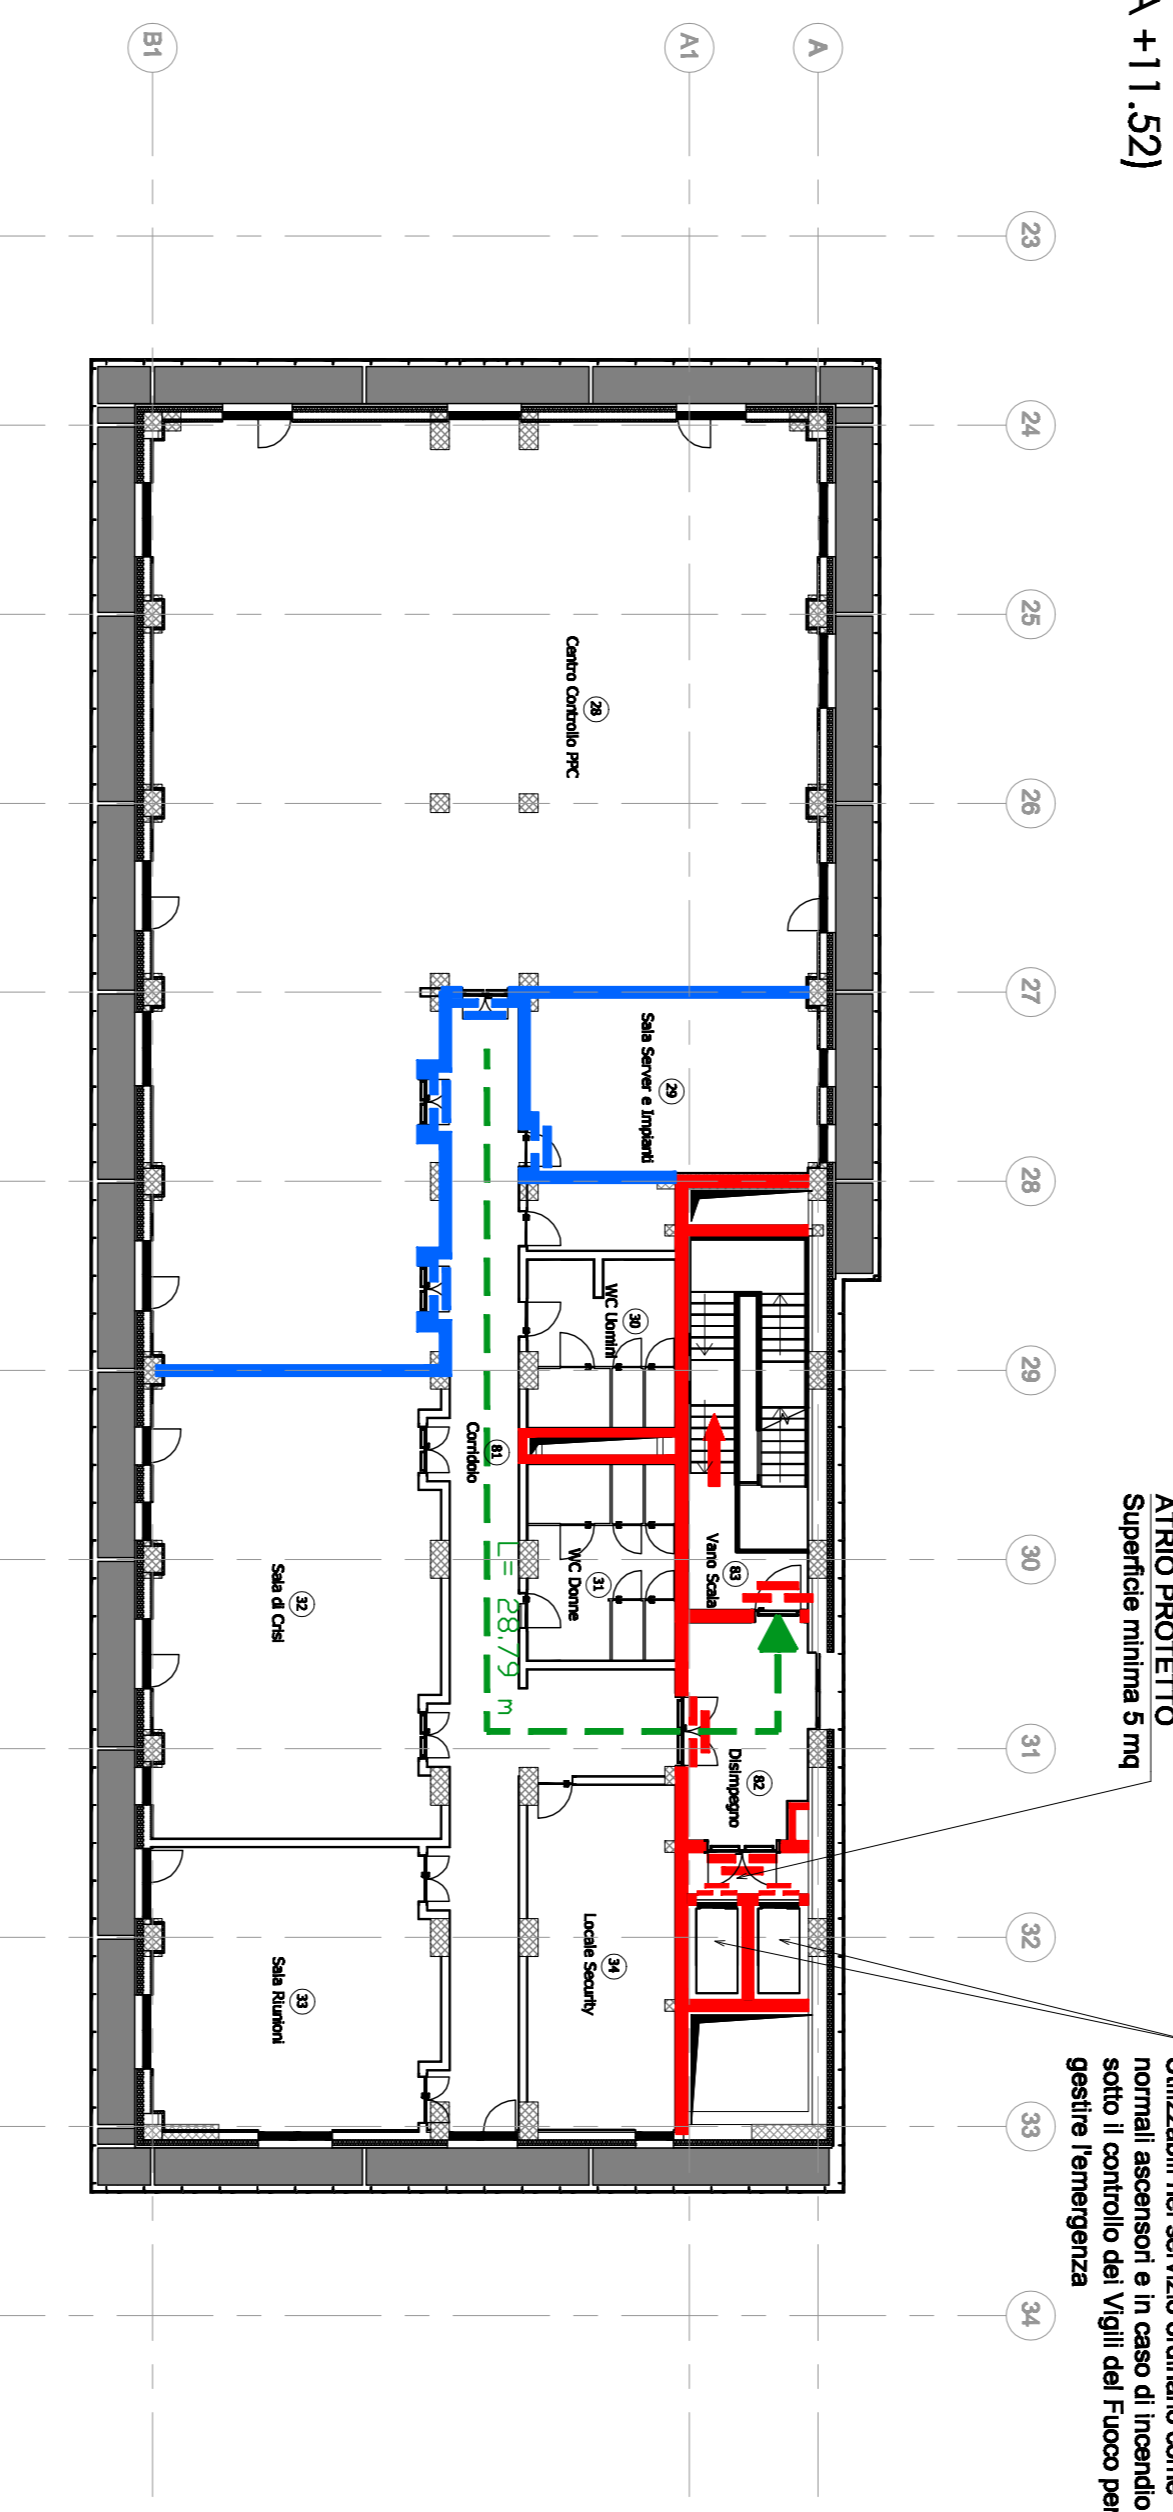 A +11.52)
ATRIO PROTETTO
Superficie minima 5 mq
normali ascensori e in caso di incendio
sotto il controllo dei Vigili del Fuoco per
gestire l'emergenza
23
24
25
26
27
28
29
30
31
32
33
34
A
A1
B1
28
Centro Controllo PPC
29
Sala Server e Impianti
30
WC Uomini
31
WC Donne
81
Corridoio
L= 28.79 m
83
Vano Scala
82
Disimpegno
32
Sala di Crisi
33
Sala Riunioni
34
Locale Security